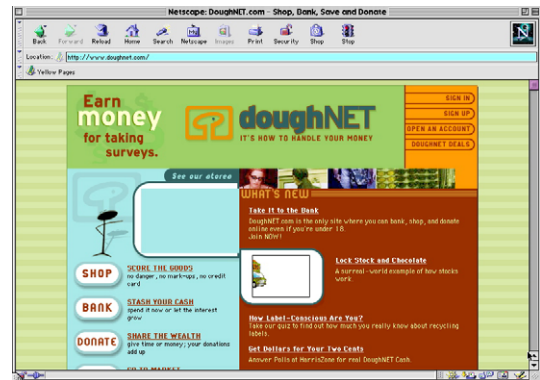 Netscape: DoughNET.com - Shop, Bank, Save and Donate
Back Forward Reload Home Search Netscape Images Print Security Shop Stop
N
Location: http://www.doughnet.com/
Yellow Pages
Earn
money
for taking
surveys.
doughNET
IT'S HOW TO HANDLE YOUR MONEY
SIGN IN
SIGN UP
OPEN AN ACCOUNT
DOUGHNET DEALS
See our stores
WHAT'S NEW
Take It to the Bank
DoughNET.com is the only site where you can bank, shop, and donate
online even if you're under 18.
Join NOW!
Lock Stock and Chocolate
A surreal-world example of how stocks
work.
How Label-Conscious Are You?
Take our quiz to find out how much you really know about recycling
labels.
Get Dollars for Your Two Cents
Answer Polls at HarrisZone for real DoughNET Cash.
SHOP
SCORE THE GOODS
no danger, no mark-ups, no credit
card
BANK
STASH YOUR CASH
spend it now or let the interest
grow
DONATE
SHARE THE WEALTH
give time or money; your donations
add up
GO TO MARKET